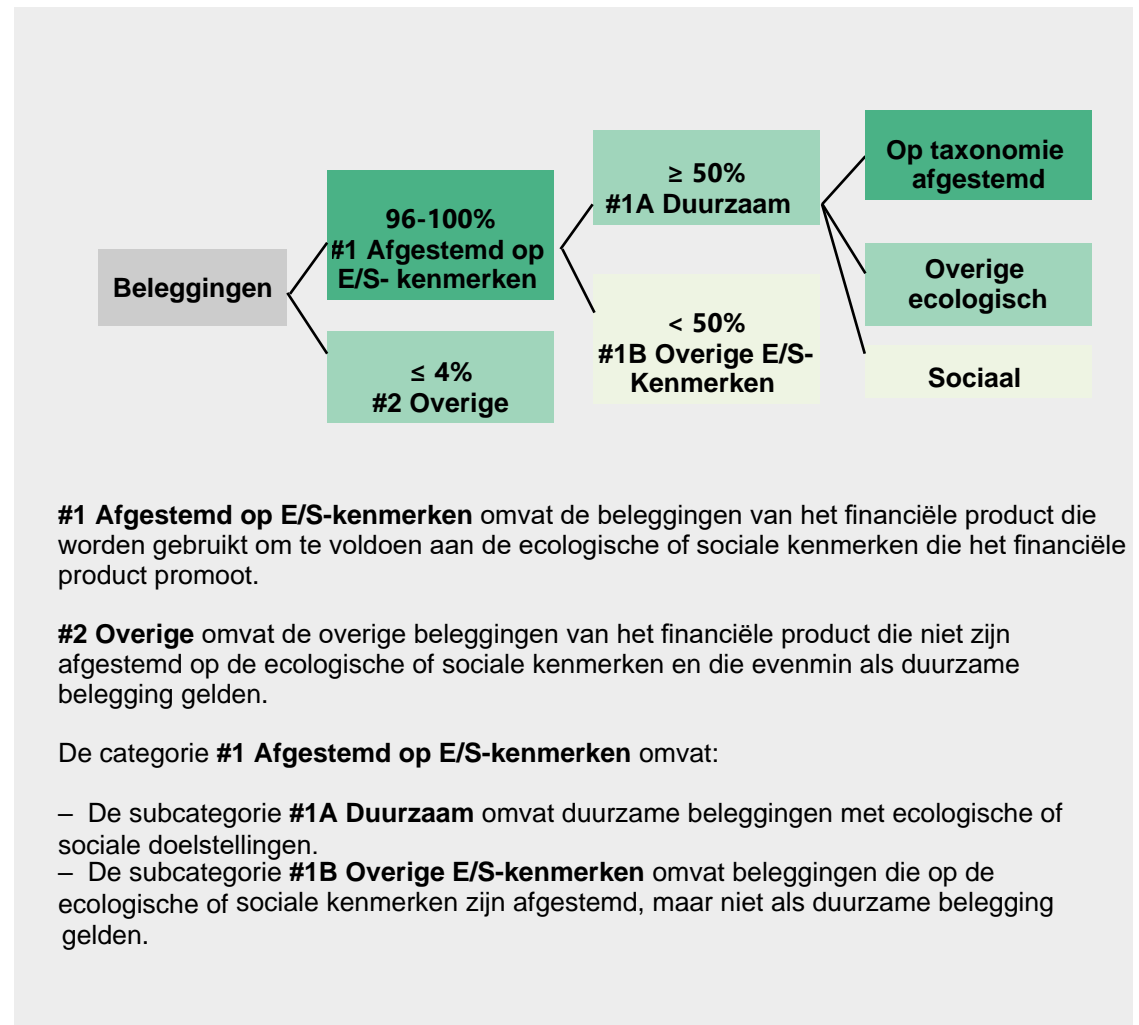 Beleggingen
96-100%
#1 Afgestemd op
E/S- kenmerken
≤ 4%
#2 Overige
≥ 50%
#1A Duurzaam
< 50%
#1B Overige E/S-
Kenmerken
Op taxonomie
afgestemd
Overige
ecologisch
Sociaal
#1 Afgestemd op E/S-kenmerken omvat de beleggingen van het financiële product die
worden gebruikt om te voldoen aan de ecologische of sociale kenmerken die het financiële
product promoot.
#2 Overige omvat de overige beleggingen van het financiële product die niet zijn
afgestemd op de ecologische of sociale kenmerken en die evenmin als duurzame
belegging gelden.
De categorie #1 Afgestemd op E/S-kenmerken omvat:
– De subcategorie #1A Duurzaam omvat duurzame beleggingen met ecologische of
sociale doelstellingen.
– De subcategorie #1B Overige E/S-kenmerken omvat beleggingen die op de
ecologische of sociale kenmerken zijn afgestemd, maar niet als duurzame belegging
gelden.